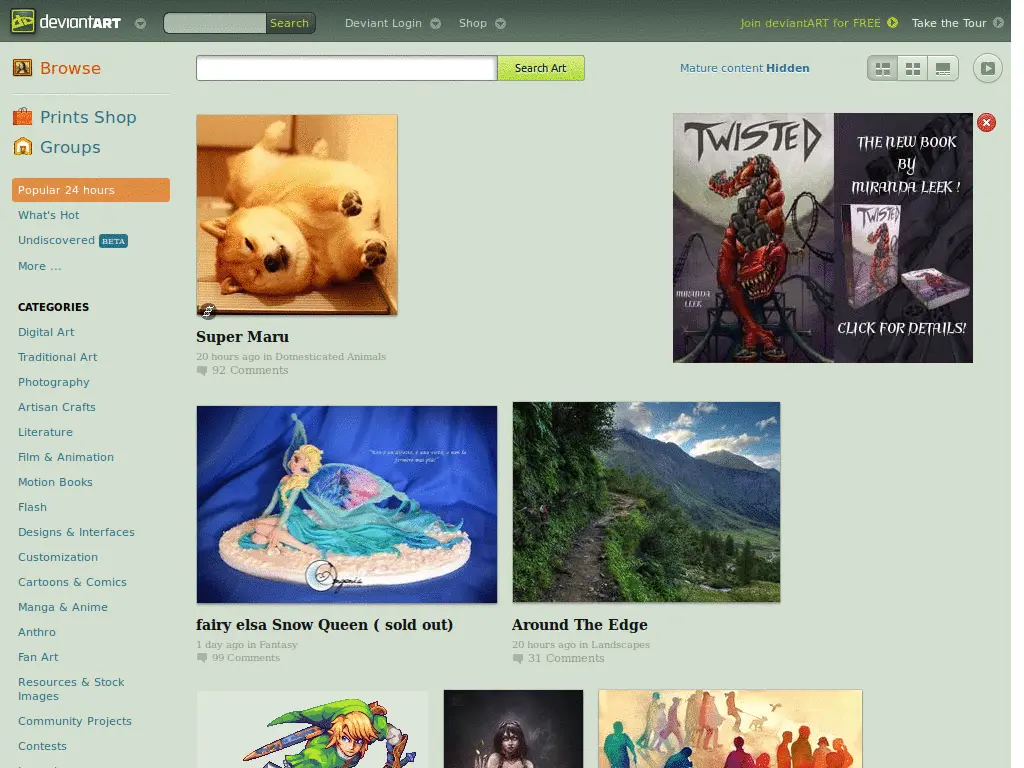 deviantART
Search
Deviant Login
Shop
Join deviantART for FREE
Take the Tour
Browse
Search Art
Mature content Hidden
Prints Shop
Groups
Popular 24 hours
What's Hot
Undiscovered BETA
More ...
CATEGORIES
Digital Art
Traditional Art
Photography
Artisan Crafts
Literature
Film & Animation
Motion Books
Flash
Designs & Interfaces
Customization
Cartoons & Comics
Manga & Anime
Anthro
Fan Art
Resources & Stock
Images
Community Projects
Contests
Super Maru
20 hours ago in Domesticated Animals
92 Comments
TWISTED
MIRANDA
LEEK
THE NEW BOOK
BY
MIRANDA LEEK !
TWISTED
CLICK FOR DETAILS!
fairy elsa Snow Queen ( sold out)
1 day ago in Fantasy
99 Comments
Around The Edge
20 hours ago in Landscapes
31 Comments